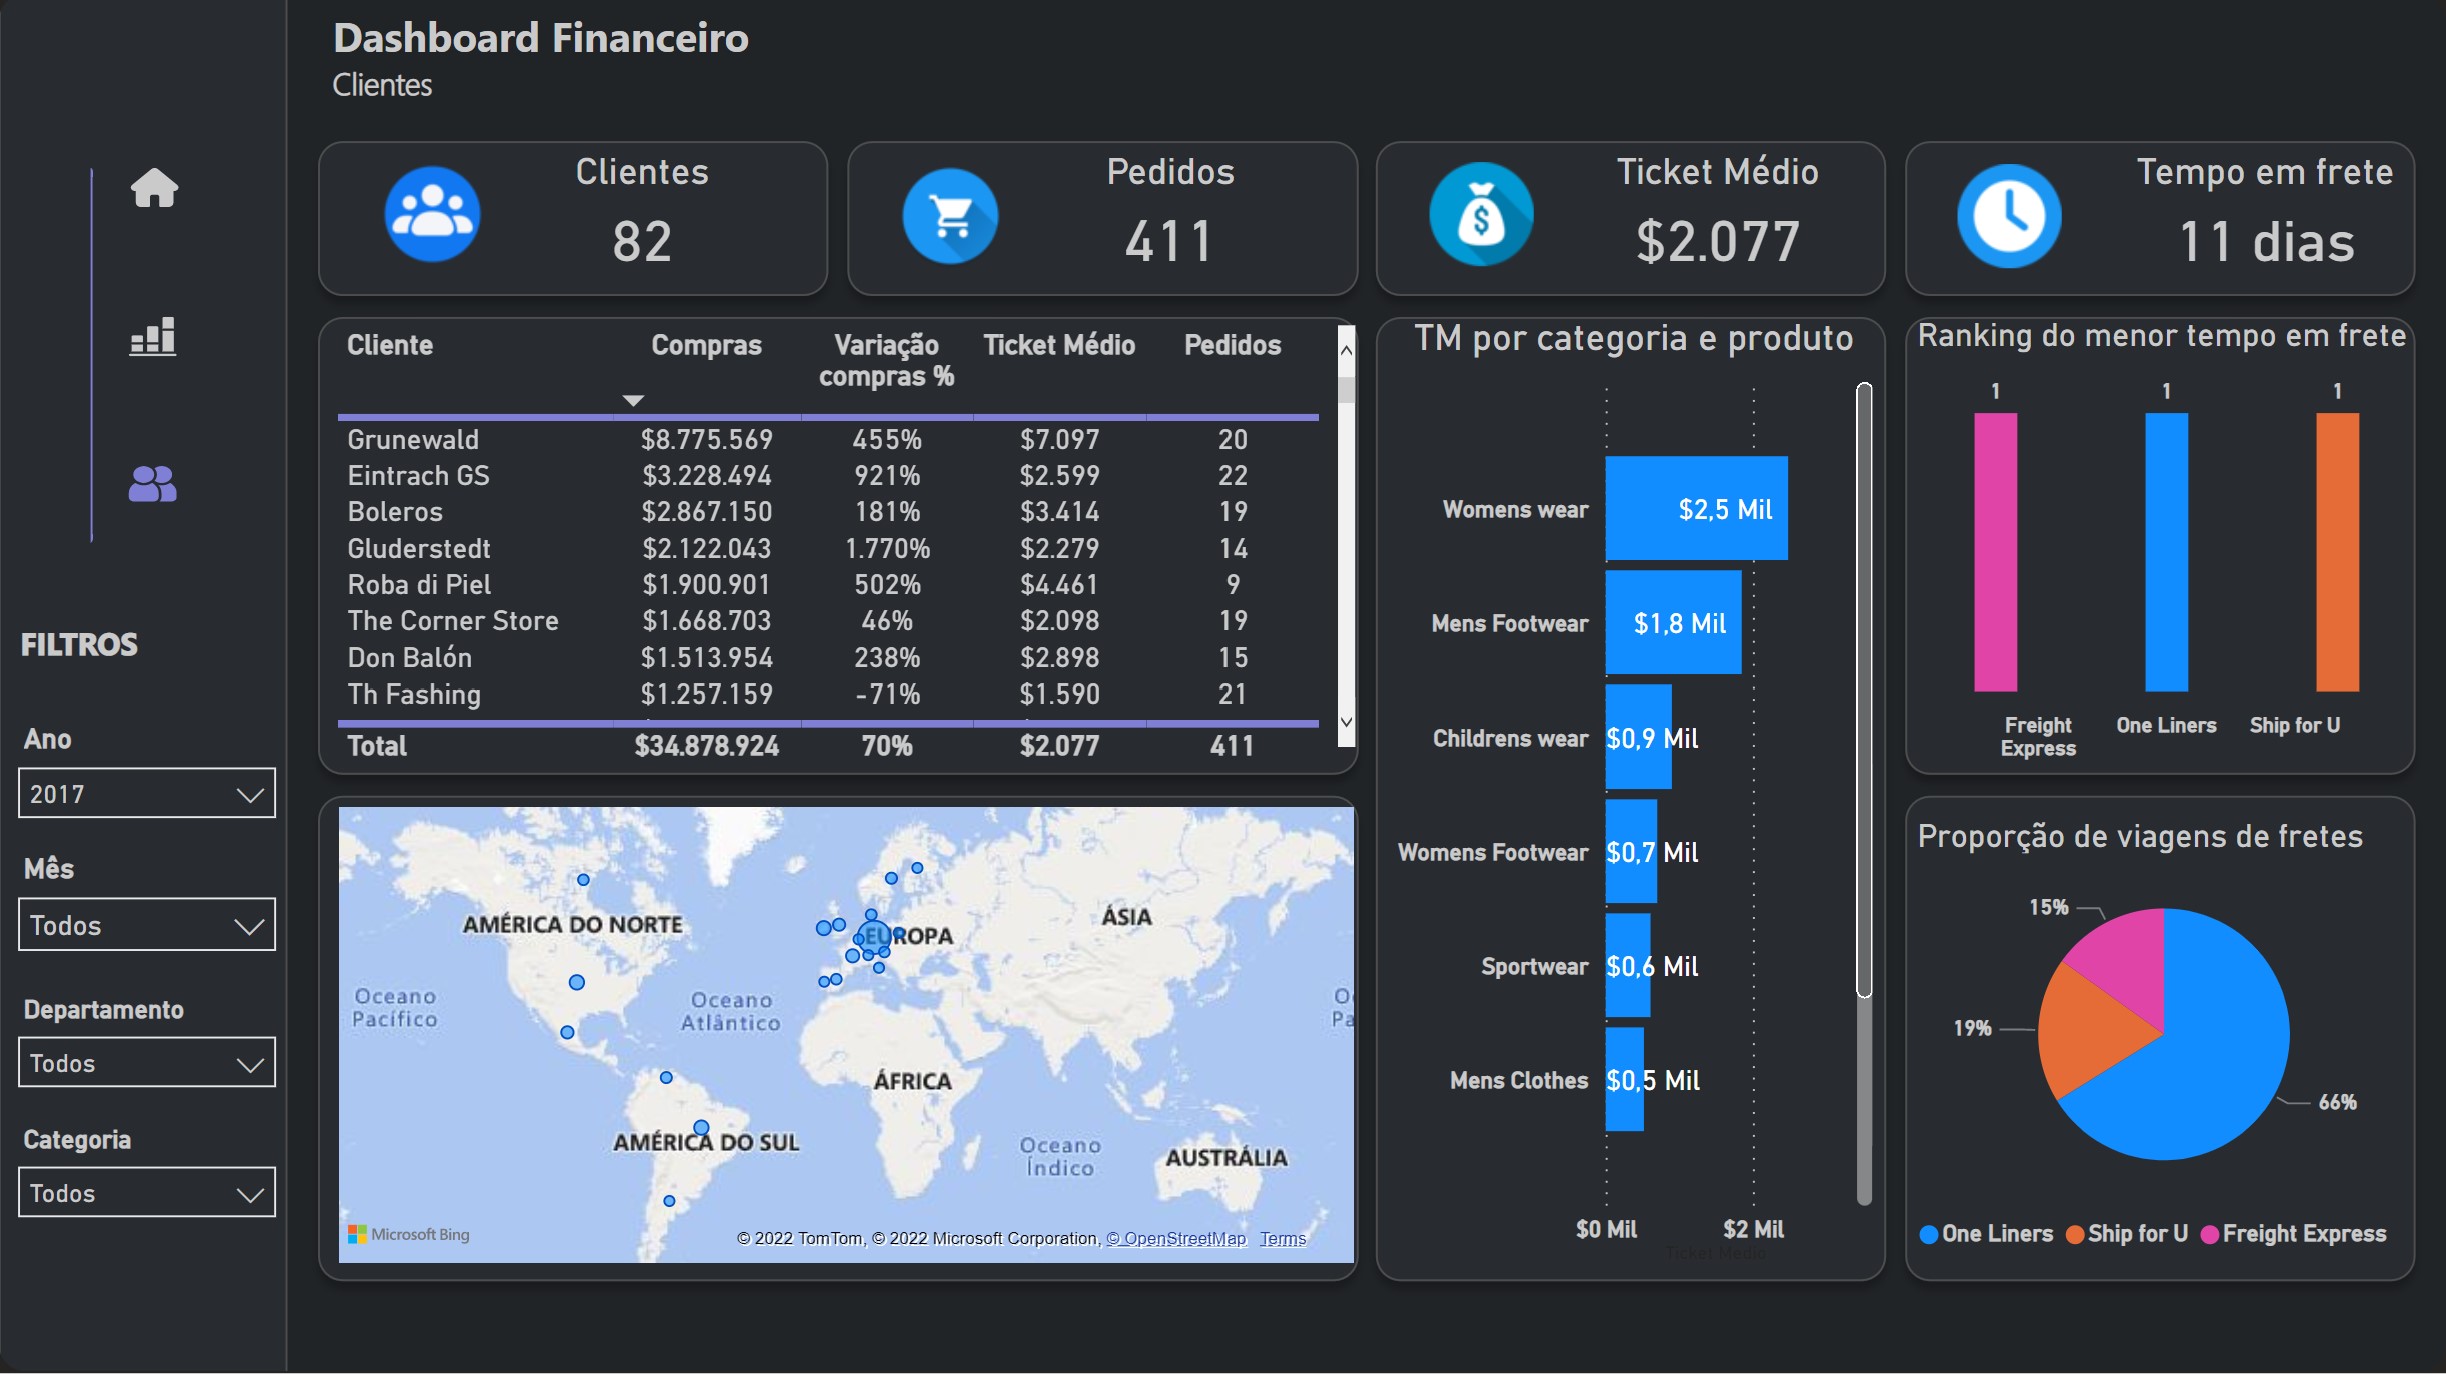 Dashboard Financeiro
Clientes
Clientes
82
Pedidos
411
Ticket Médio
$2.077
Tempo em frete
11 dias
FILTROS
Ano
2017
Mês
Todos
Departamento
Todos
Categoria
Todos
Cliente Compras Variação compras % Ticket Médio Pedidos
Grunewald $8.775.569 455% $7.097 20
Eintrach GS $3.228.494 921% $2.599 22
Boleros $2.867.150 181% $3.414 19
Gluderstedt $2.122.043 1.770% $2.279 14
Roba di Piel $1.900.901 502% $4.461 9
The Corner Store $1.668.703 46% $2.098 19
Don Balón $1.513.954 238% $2.898 15
Th Fashing $1.257.159 -71% $1.590 21
Total $34.878.924 70% $2.077 411
AMÉRICA DO NORTE
EUROPA
ÁSIA
Oceano
Pacífico
Oceano
Atlântico
O
Pa
ÁFRICA
AMÉRICA DO SUL
Oceano
Índico
AUSTRÁLIA
Microsoft Bing
© 2022 TomTom, © 2022 Microsoft Corporation, © OpenStreetMap Terms
TM por categoria e produto
Womens wear $2,5 Mil
Mens Footwear $1,8 Mil
Childrens wear $0,9 Mil
Womens Footwear $0,7 Mil
Sportwear $0,6 Mil
Mens Clothes $0,5 Mil
$0 Mil $2 Mil
Ticket Médio
Ranking do menor tempo em frete
1 1 1
Freight Express One Liners Ship for U
Proporção de viagens de fretes
15%
19%
66%
One Liners Ship for U Freight Express